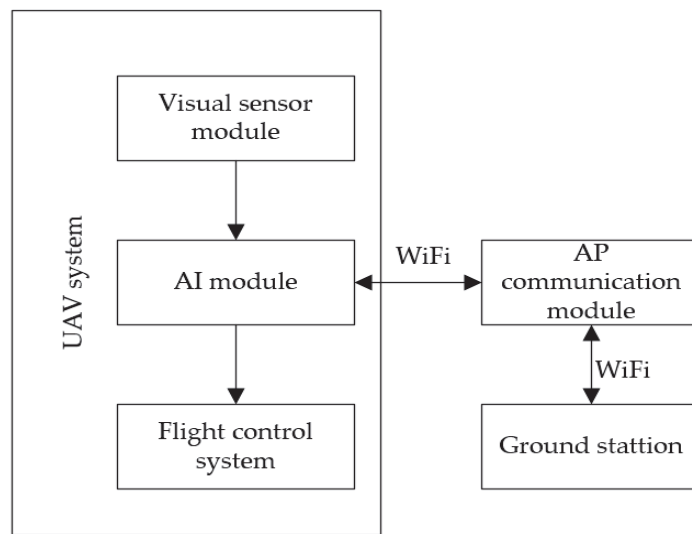 Visual sensor
module
UAV system
AI module
WiFi
AP
communication
module
WiFi
Flight control
system
Ground stattion